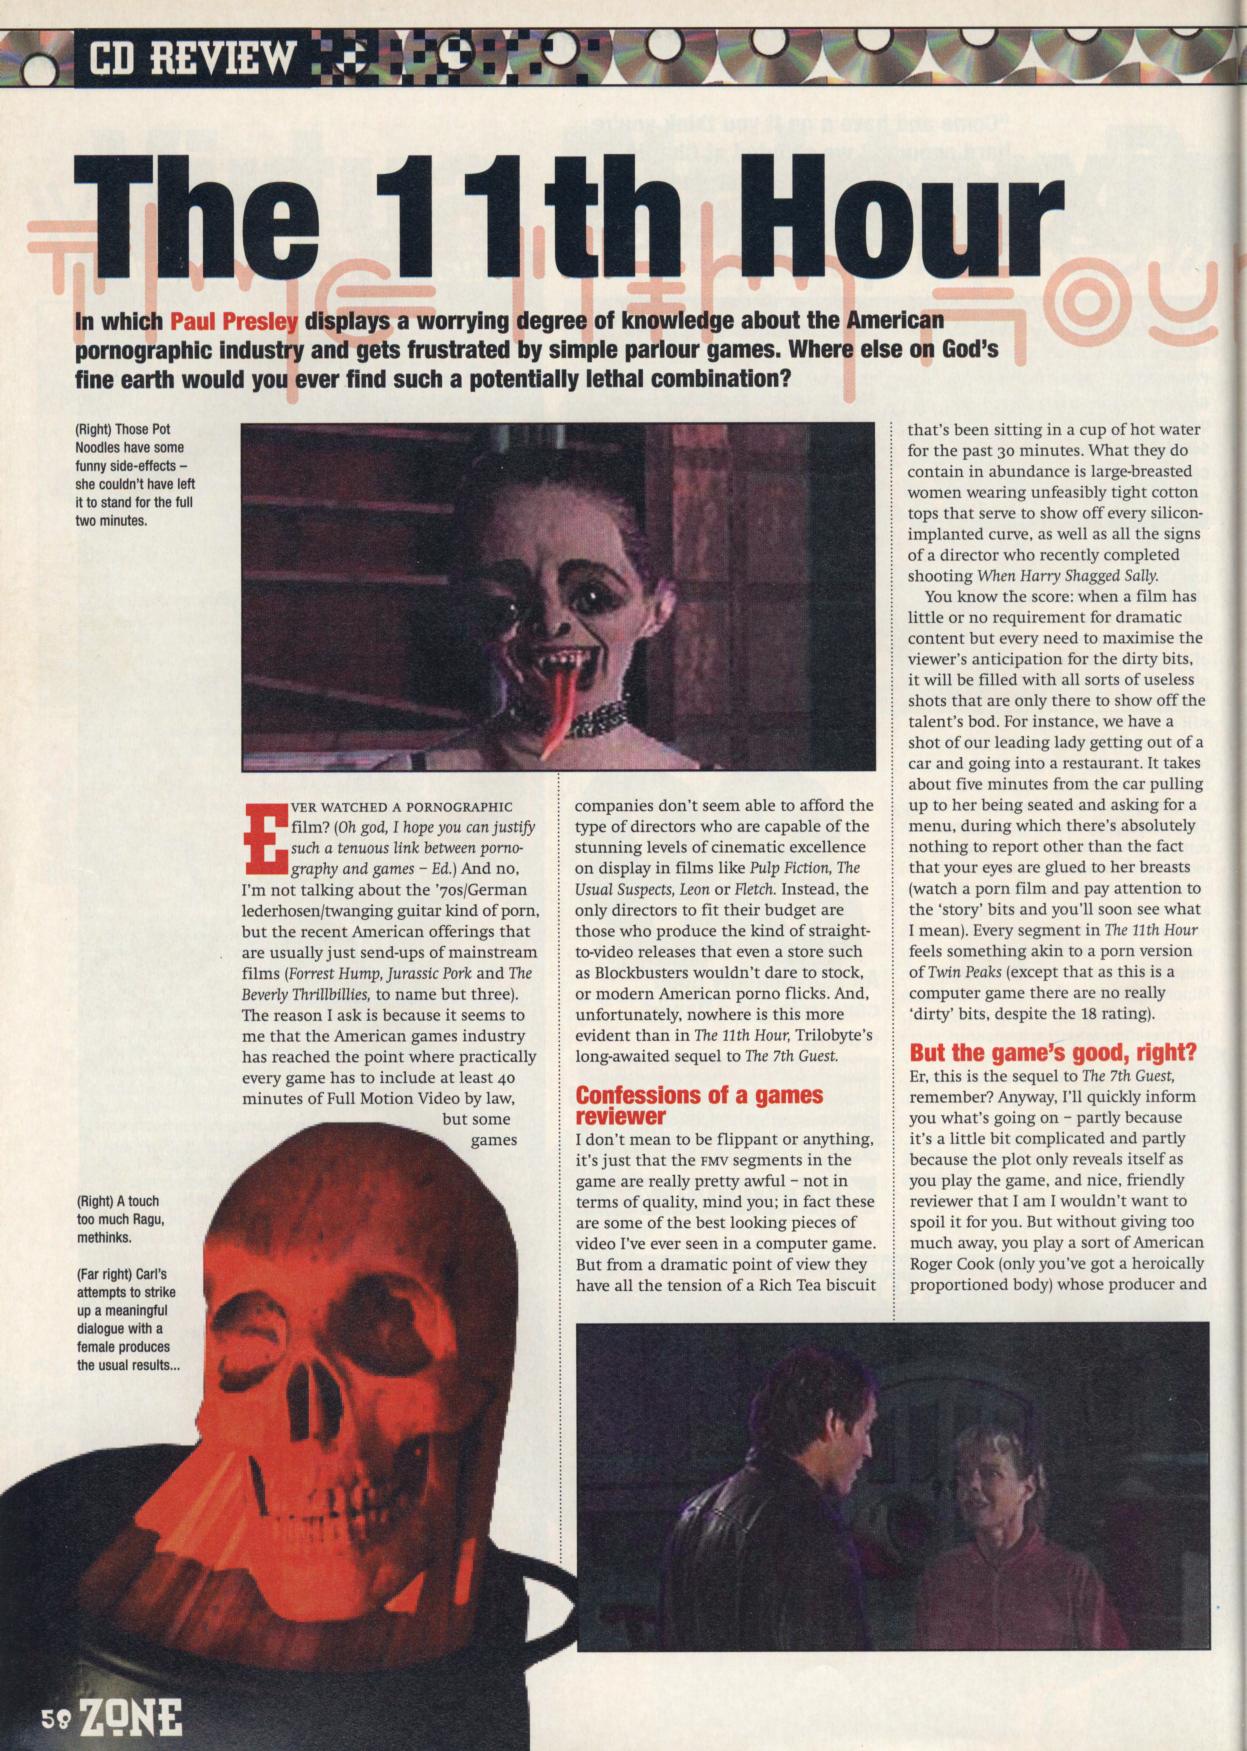 CD REVIEW
The 11th Hour
In which Paul Presley displays a worrying degree of knowledge about the American
pornographic industry and gets frustrated by simple parlour games. Where else on God's
fine earth would you ever find such a potentially lethal combination?
(Right) Those Pot
Noodles have some
funny side-effects –
she couldn't have left
it to stand for the full
two minutes.
EVER WATCHED A PORNOGRAPHIC
film? (Oh god, I hope you can justify
such a tenuous link between porno-
graphy and games – Ed.) And no,
I'm not talking about the '70s/German
lederhosen/twanging guitar kind of porn,
but the recent American offerings that
are usually just send-ups of mainstream
films (Forrest Hump, Jurassic Pork and The
Beverly Thrillbillies, to name but three).
The reason I ask is because it seems to
me that the American games industry
has reached the point where practically
every game has to include at least 40
minutes of Full Motion Video by law,
but some
games
(Right) A touch
too much Ragu,
methinks.
(Far right) Carl's
attempts to strike
up a meaningful
dialogue with a
female produces
the usual results...
companies don't seem able to afford the
type of directors who are capable of the
stunning levels of cinematic excellence
on display in films like Pulp Fiction, The
Usual Suspects, Leon or Fletch. Instead, the
only directors to fit their budget are
those who produce the kind of straight-
to-video releases that even a store such
as Blockbusters wouldn't dare to stock,
or modern American porno flicks. And,
unfortunately, nowhere is this more
evident than in The 11th Hour, Trilobyte's
long-awaited sequel to The 7th Guest.
Confessions of a games
reviewer
I don't mean to be flippant or anything,
it's just that the FMV segments in the
game are really pretty awful – not in
terms of quality, mind you; in fact these
are some of the best looking pieces of
video I've ever seen in a computer game.
But from a dramatic point of view they
have all the tension of a Rich Tea biscuit
that's been sitting in a cup of hot water
for the past 30 minutes. What they do
contain in abundance is large-breasted
women wearing unfeasibly tight cotton
tops that serve to show off every silicon-
implanted curve, as well as all the signs
of a director who recently completed
shooting When Harry Shagged Sally.
You know the score: when a film has
little or no requirement for dramatic
content but every need to maximise the
viewer's anticipation for the dirty bits,
it will be filled with all sorts of useless
shots that are only there to show off the
talent's bod. For instance, we have a
shot of our leading lady getting out of a
car and going into a restaurant. It takes
about five minutes from the car pulling
up to her being seated and asking for a
menu, during which there's absolutely
nothing to report other than the fact
that your eyes are glued to her breasts
(watch a porn film and pay attention to
the 'story' bits and you'll soon see what
I mean). Every segment in The 11th Hour
feels something akin to a porn version
of Twin Peaks (except that as this is a
computer game there are no really
'dirty' bits, despite the 18 rating).
But the game's good, right?
Er, this is the sequel to The 7th Guest,
remember? Anyway, I'll quickly inform
you what's going on – partly because
it's a little bit complicated and partly
because the plot only reveals itself as
you play the game, and nice, friendly
reviewer that I am I wouldn't want to
spoil it for you. But without giving too
much away, you play a sort of American
Roger Cook (only you've got a heroically
proportioned body) whose producer and
58 ZONE